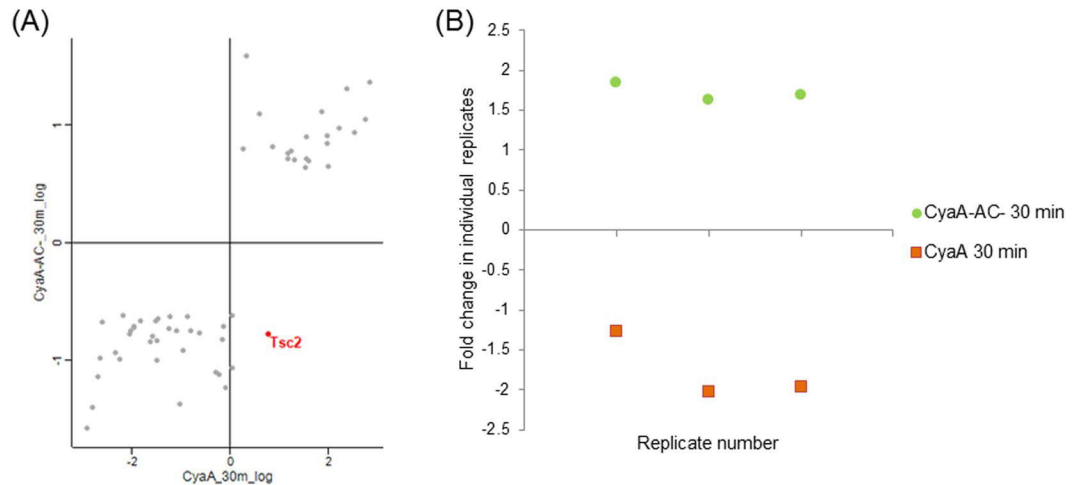 (A)
CyaA-AC-_30m_log
1
0
-1
Tsc2
-2
0
2
CyaA_30m_log
(B)
Fold change in individual replicates
2.5
2
1.5
1
0.5
0
-0.5
-1
-1.5
-2
-2.5
Replicate number
CyaA-AC- 30 min
CyaA 30 min